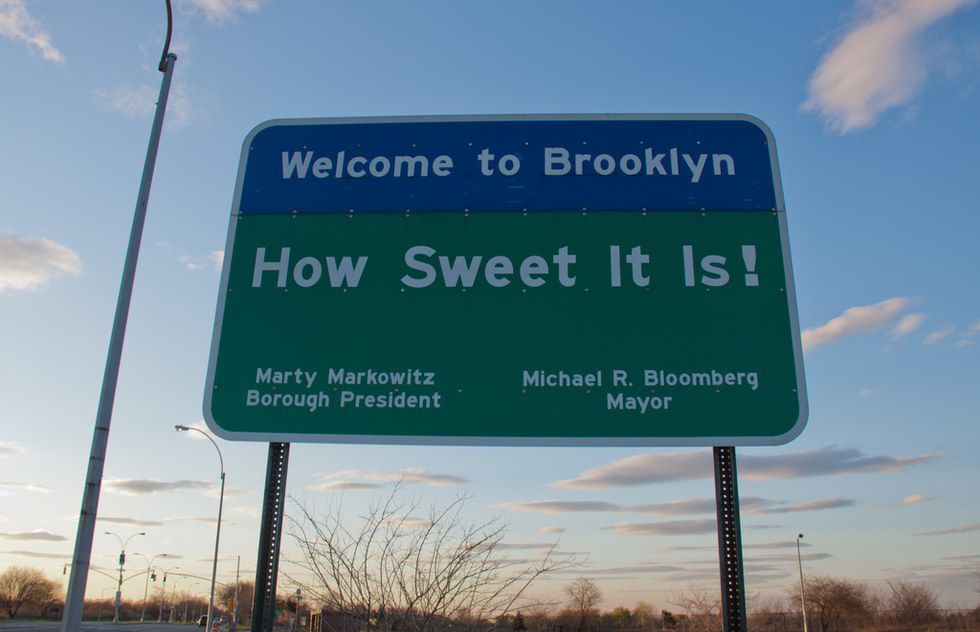 Welcome to Brooklyn
How Sweet It Is!
Marty Markowitz
Borough President
Michael R. Bloomberg
Mayor